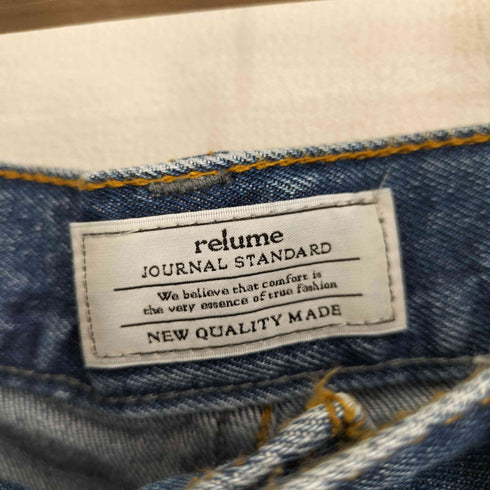 relume
JOURNAL STANDARD
We believe that comfort is
the very essence of true fashion
NEW QUALITY MADE